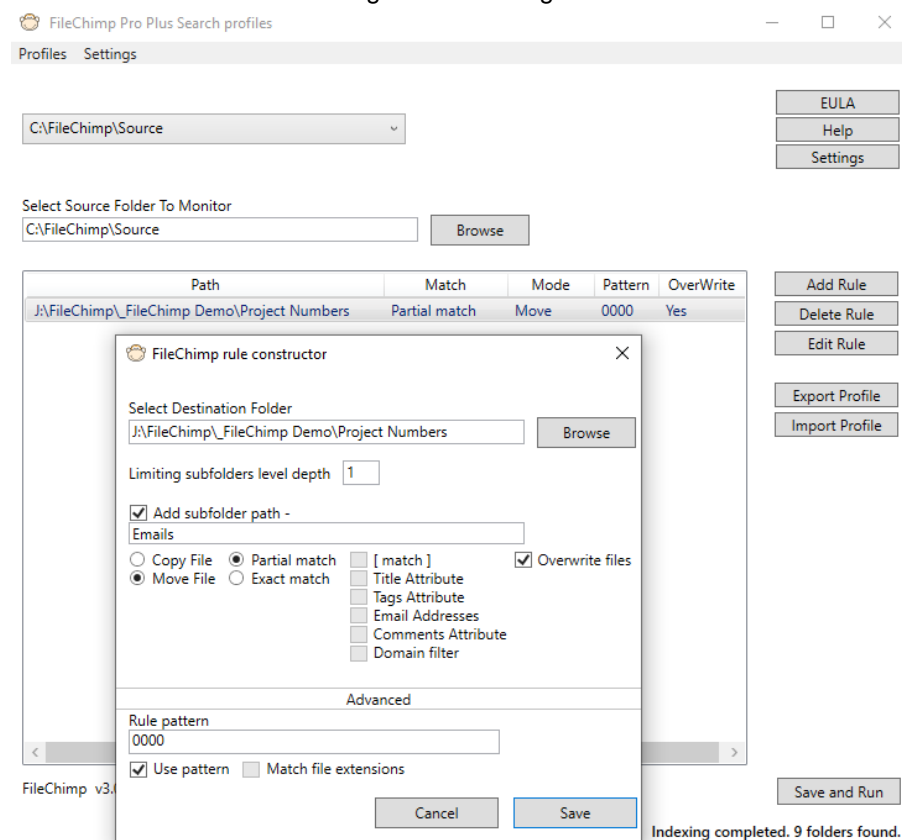 FileChimp Pro Plus Search profiles
Profiles Settings
EULA
C:\FileChimp\Source
Help
Settings
Select Source Folder To Monitor
C:\FileChimp\Source
Browse
Path Match Mode Pattern OverWrite
Add Rule
J:\FileChimp\_FileChimp Demo\Project Numbers Partial match Move 0000 Yes
Delete Rule
Edit Rule
FileChimp rule constructor
Export Profile
Select Destination Folder
Import Profile
J:\FileChimp\_FileChimp Demo\Project Numbers
Browse
Limiting subfolders level depth 1
Add subfolder path -
Emails
Copy File Partial match [ match ] Overwrite files
Move File Exact match Title Attribute
Tags Attribute
Email Addresses
Comments Attribute
Domain filter
Advanced
Rule pattern
0000
Use pattern Match file extensions
FileChimp v3.
Save and Run
Cancel Save
Indexing completed. 9 folders found.